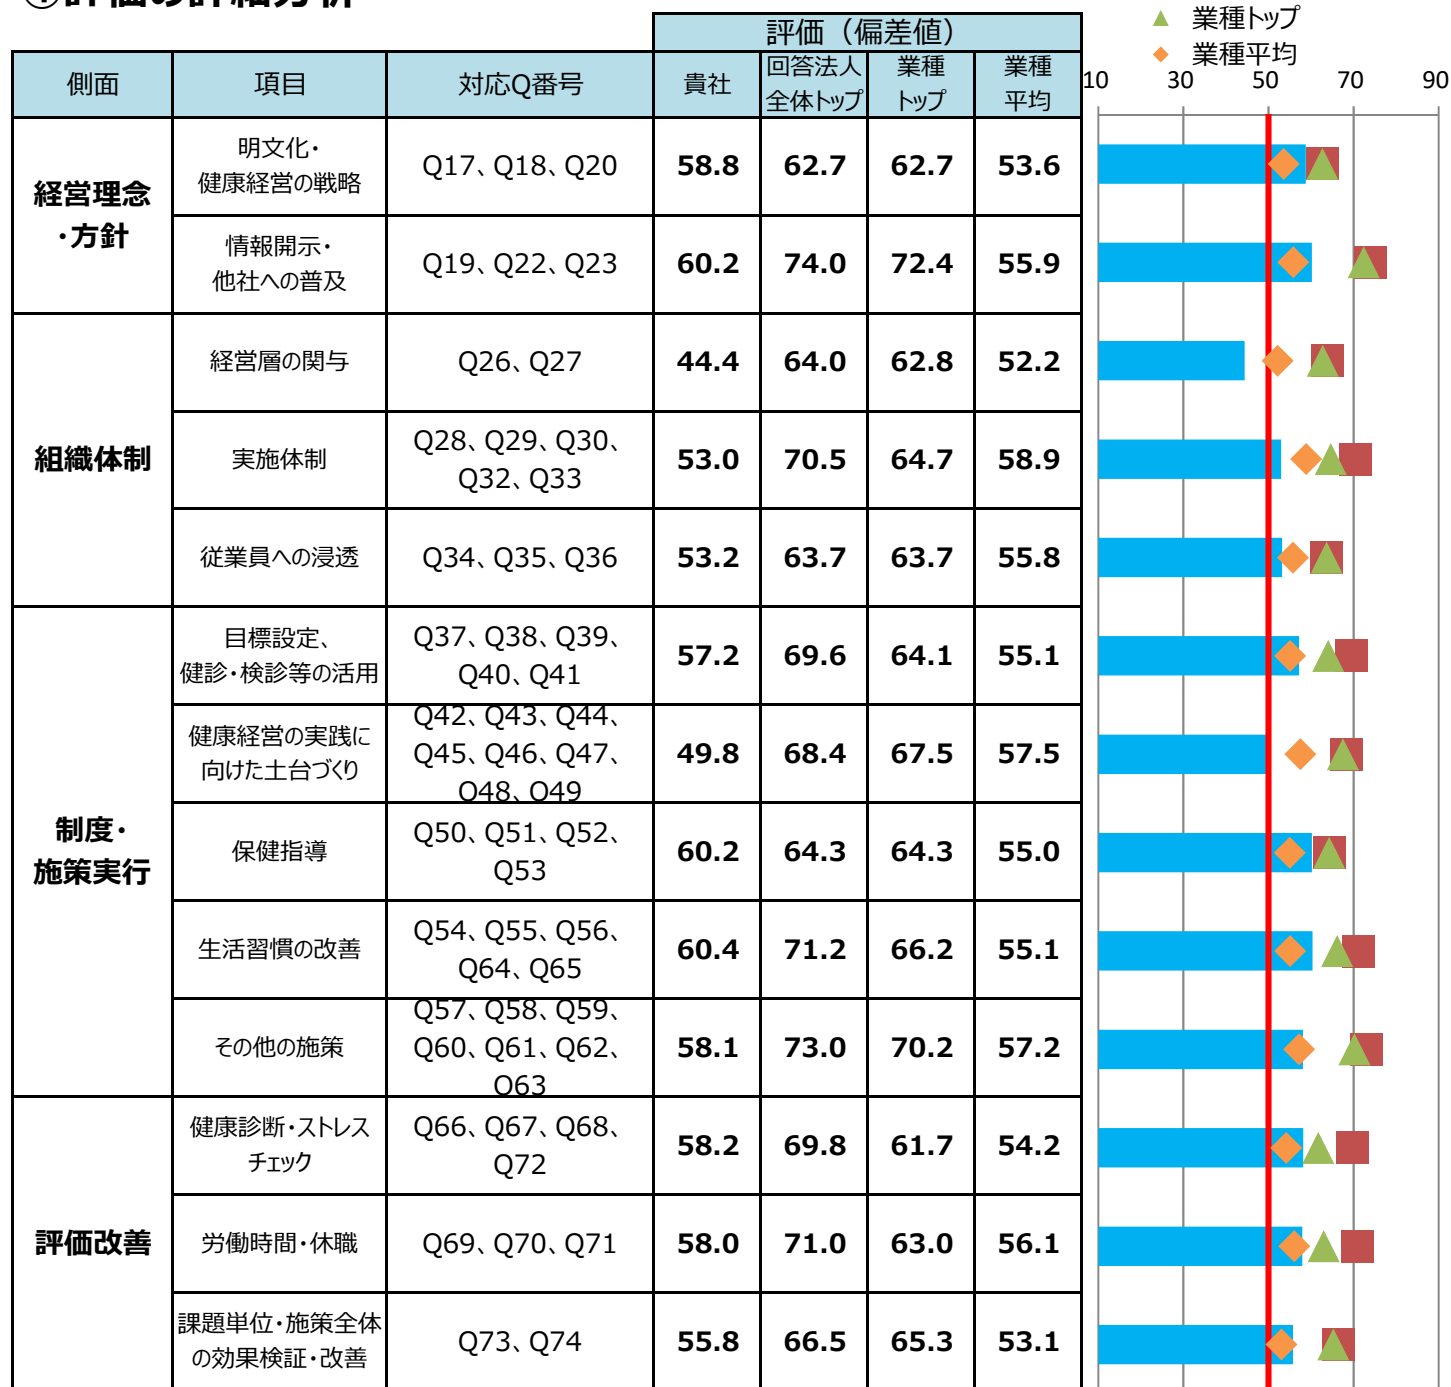 ①評価の詳細分析
▲ 業種トップ
◆ 業種平均
評価（偏差値）
側面 項目 対応Q番号 貴社 回答法人 業種 業種
全体トップ トップ 平均
10 30 50 70 90
経営理念
・方針
明文化・
健康経営の戦略
Q17、Q18、Q20 58.8 62.7 62.7 53.6
情報開示・
他社への普及
Q19、Q22、Q23 60.2 74.0 72.4 55.9
組織体制
経営層の関与 Q26、Q27 44.4 64.0 62.8 52.2
実施体制
Q28、Q29、Q30、
Q32、Q33
53.0 70.5 64.7 58.9
従業員への浸透 Q34、Q35、Q36 53.2 63.7 63.7 55.8
制度・
施策実行
目標設定、
健診・検診等の活用
Q37、Q38、Q39、
Q40、Q41
57.2 69.6 64.1 55.1
健康経営の実践に
向けた土台づくり
Q42、Q43、Q44、
Q45、Q46、Q47、
Q48、Q49
49.8 68.4 67.5 57.5
保健指導
Q50、Q51、Q52、
Q53
60.2 64.3 64.3 55.0
生活習慣の改善
Q54、Q55、Q56、
Q64、Q65
60.4 71.2 66.2 55.1
その他の施策
Q57、Q58、Q59、
Q60、Q61、Q62、
Q63
58.1 73.0 70.2 57.2
評価改善
健康診断・ストレス
チェック
Q66、Q67、Q68、
Q72
58.2 69.8 61.7 54.2
労働時間・休職 Q69、Q70、Q71 58.0 71.0 63.0 56.1
課題単位・施策全体
の効果検証・改善
Q73、Q74 55.8 66.5 65.3 53.1